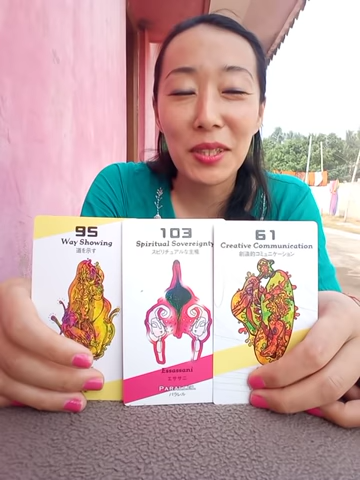 95
Way Showing
道を示す
103
Spiritual Sovereignty
スピリチュアルな主権
Essassani
エササニ
PARALLEL
パラレル
61
Creative Communication
創造的コミュニケーション